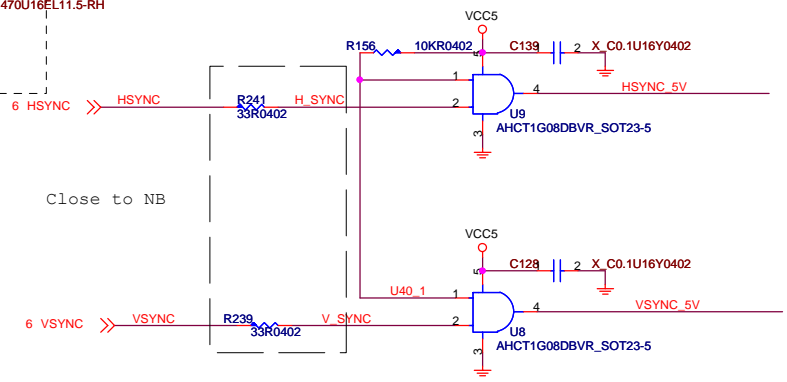 470U16EL11.5-RH
VCC5
R156 10KR0402 5 C139 1 2 X_C0.1U16Y0402
1
4 HSYNC_5V
6 HSYNC HSYNC R241 H_SYNC 2
33R0402
U9
3 AHCT1G08DBVR_SOT23-5
Close to NB
VCC5
5 C128 1 2 X_C0.1U16Y0402
U40_1 1
4 VSYNC_5V
6 VSYNC VSYNC R239 V_SYNC 2
33R0402
U8
3 AHCT1G08DBVR_SOT23-5